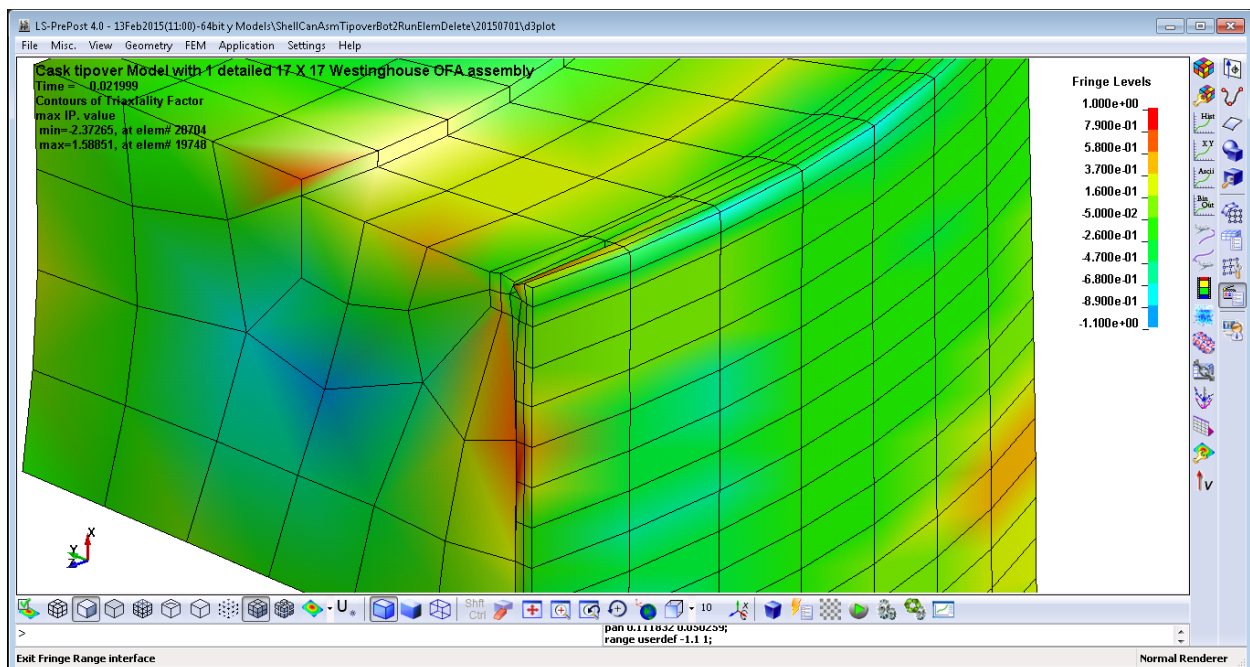 LS-PrePost 4.0 - 13Feb2015(11:00)-64bit y Models\ShellCanAsmTipoverBot2RunElemDelete\20150701\d3plot
File Misc. View Geometry FEM Application Settings Help
Cask tipover Model with 1 detailed 17 X 17 Westinghouse OFA assembly
Time = 0.021999
Contours of Triaxiality Factor
max IP. value
min=-2.37265, at elem# 20704
max=1.58851, at elem# 19748
Fringe Levels
1.000e+00
7.900e-01
5.800e-01
3.700e-01
1.600e-01
-5.000e-02
-2.600e-01
-4.700e-01
-6.800e-01
-8.900e-01
-1.100e+00
Hist
XY
Ascii
Bin Out
V
X
Y
Z
U
Shft
Ctrl
10
>
pan 0.111832 0.050259;
range userdef -1.1 1;
Exit Fringe Range interface
Normal Renderer